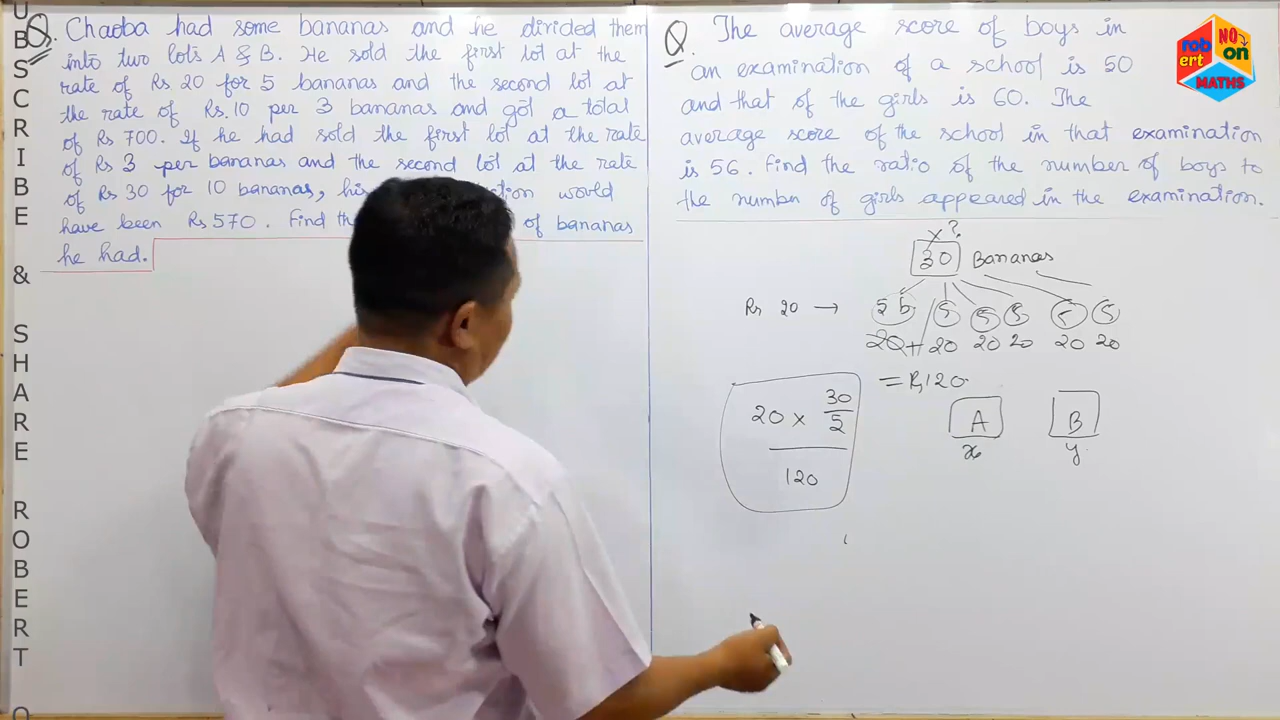 SUBSCRIBE & SHARE ROBERT
Q. Chaoba had some bananas and he divided them
into two lots A & B. He sold the first lot at the
rate of Rs 20 for 5 bananas and the second lot at
the rate of Rs.10 per 3 bananas and got a total
of Rs 700. If he had sold the first lot at the rate
of Rs 3 per bananas and the second lot at the rate
of Rs 30 for 10 bananas, his would
have been Rs 570. Find the of bananas
he had.
Q. The average score of boys in
an examination of a school is 50
and that of the girls is 60. The
average score of the school in that examination
is 56. Find the ratio of the number of boys to
the number of girls appeared in the examination.
robert NO on MATHS
x?
30 Bananas
Rs 20 → 5 5 5 5 5 5
20 + 20 20 20 20 20
= Rs 120
20 x 30/5
120
A B
x y